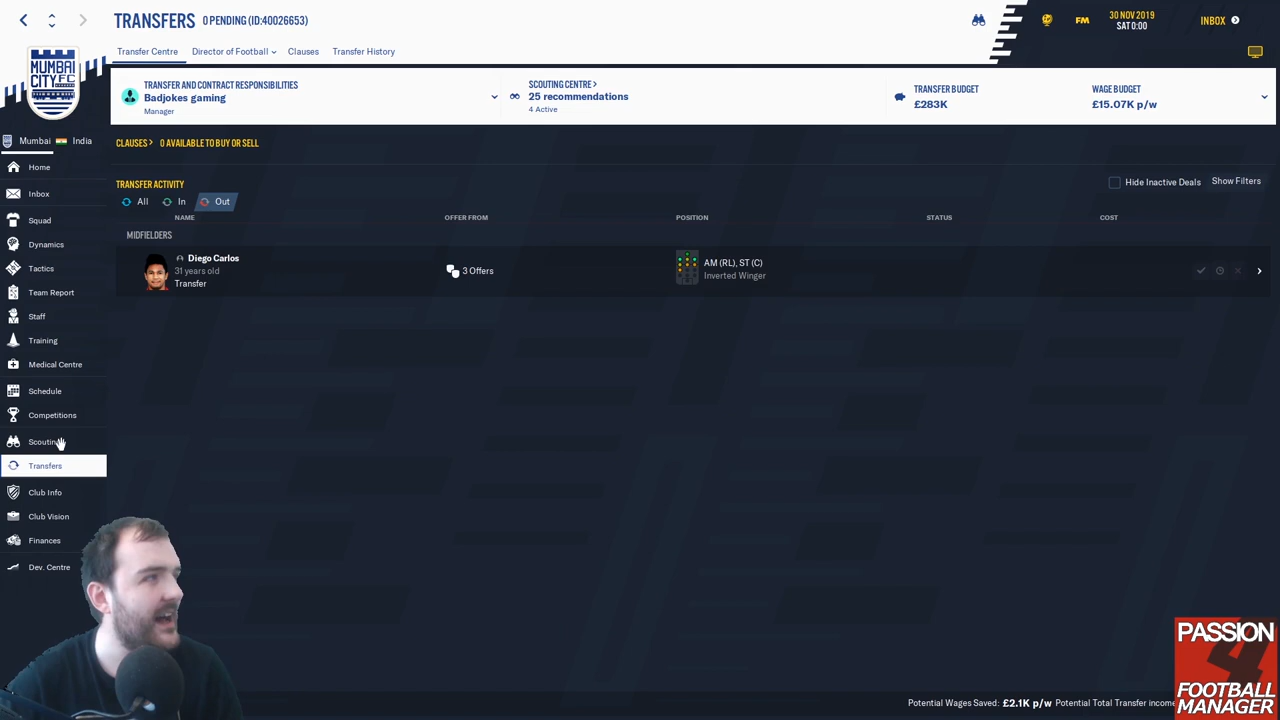 TRANSFERS 0 PENDING (ID:40026653)
30 NOV 2019
SAT 0:00
FM
INBOX
Transfer Centre Director of Football Clauses Transfer History
MUMBAI
CITY FC
TRANSFER AND CONTRACT RESPONSIBILITIES
Badjokes gaming
Manager
SCOUTING CENTRE >
25 recommendations
4 Active
TRANSFER BUDGET
£283K
WAGE BUDGET
£15.07K p/w
Mumbai India
CLAUSES > 0 AVAILABLE TO BUY OR SELL
Home
Inbox
Squad
Dynamics
Tactics
Team Report
Staff
Training
Medical Centre
Schedule
Competitions
Scouting
Transfers
Club Info
Club Vision
Finances
Dev. Centre
TRANSFER ACTIVITY
Hide Inactive Deals Show Filters
All In Out
NAME OFFER FROM POSITION STATUS COST
MIDFIELDERS
Diego Carlos
31 years old
Transfer
3 Offers
AM (RL), ST (C)
Inverted Winger
PASSION
4
FOOTBALL
MANAGER
Potential Wages Saved: £2.1K p/w Potential Total Transfer income